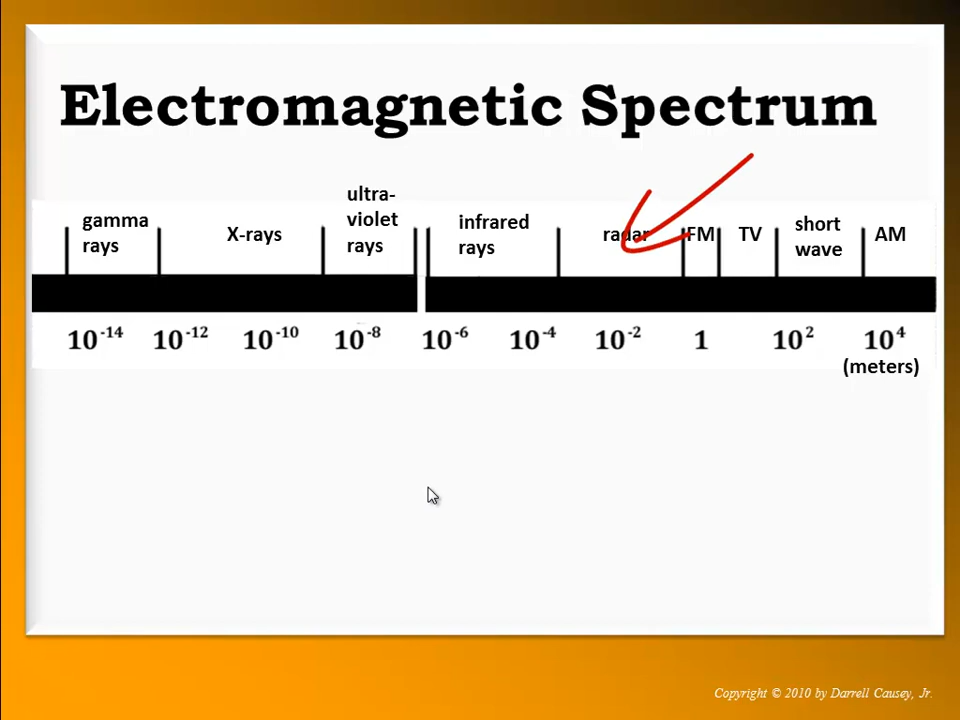 Electromagnetic Spectrum
gamma
rays
X-rays
ultra-
violet
rays
infrared
rays
radar
FM
TV
short
wave
AM
10⁻¹⁴ 10⁻¹² 10⁻¹⁰ 10⁻⁸ 10⁻⁶ 10⁻⁴ 10⁻² 1 10² 10⁴
(meters)
Copyright © 2010 by Darrell Causey, Jr.